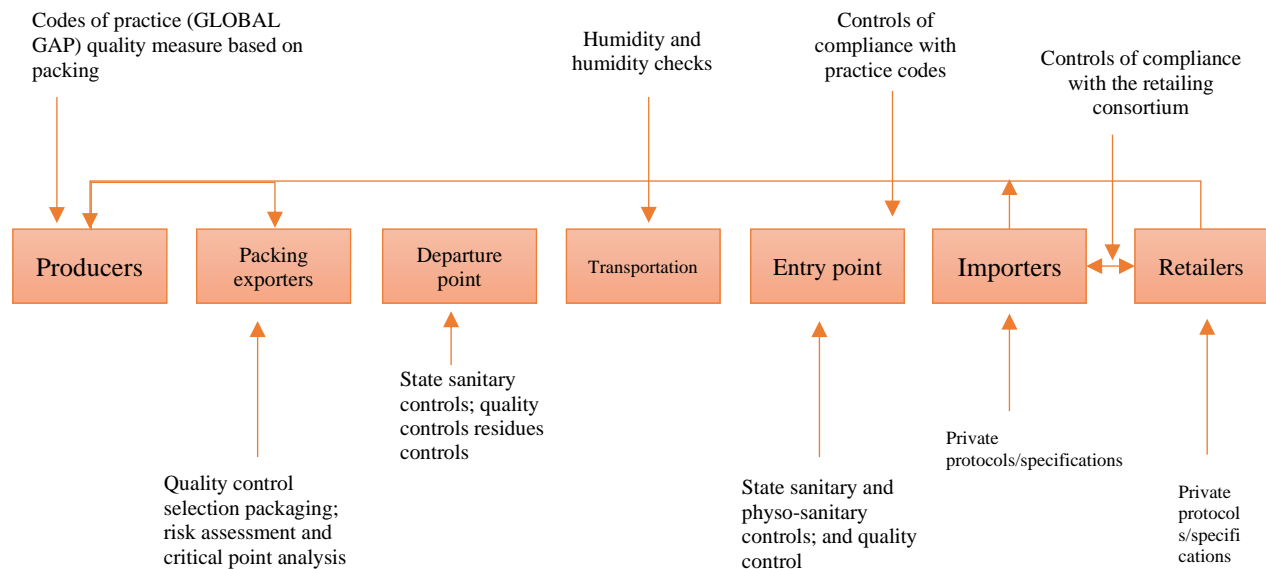 Codes of practice (GLOBAL
GAP) quality measure based on
packing
Humidity and
humidity checks
Controls of
compliance with
practice codes
Controls of compliance
with the retailing
consortium
Producers
Packing
exporters
Departure
point
Transportation
Entry point
Importers
Retailers
State sanitary
controls; quality
controls residues
controls
Quality control
selection packaging;
risk assessment and
critical point analysis
State sanitary and
physo-sanitary
controls; and quality
control
Private
protocols/specifications
Private
protocol
s/specifi
cations